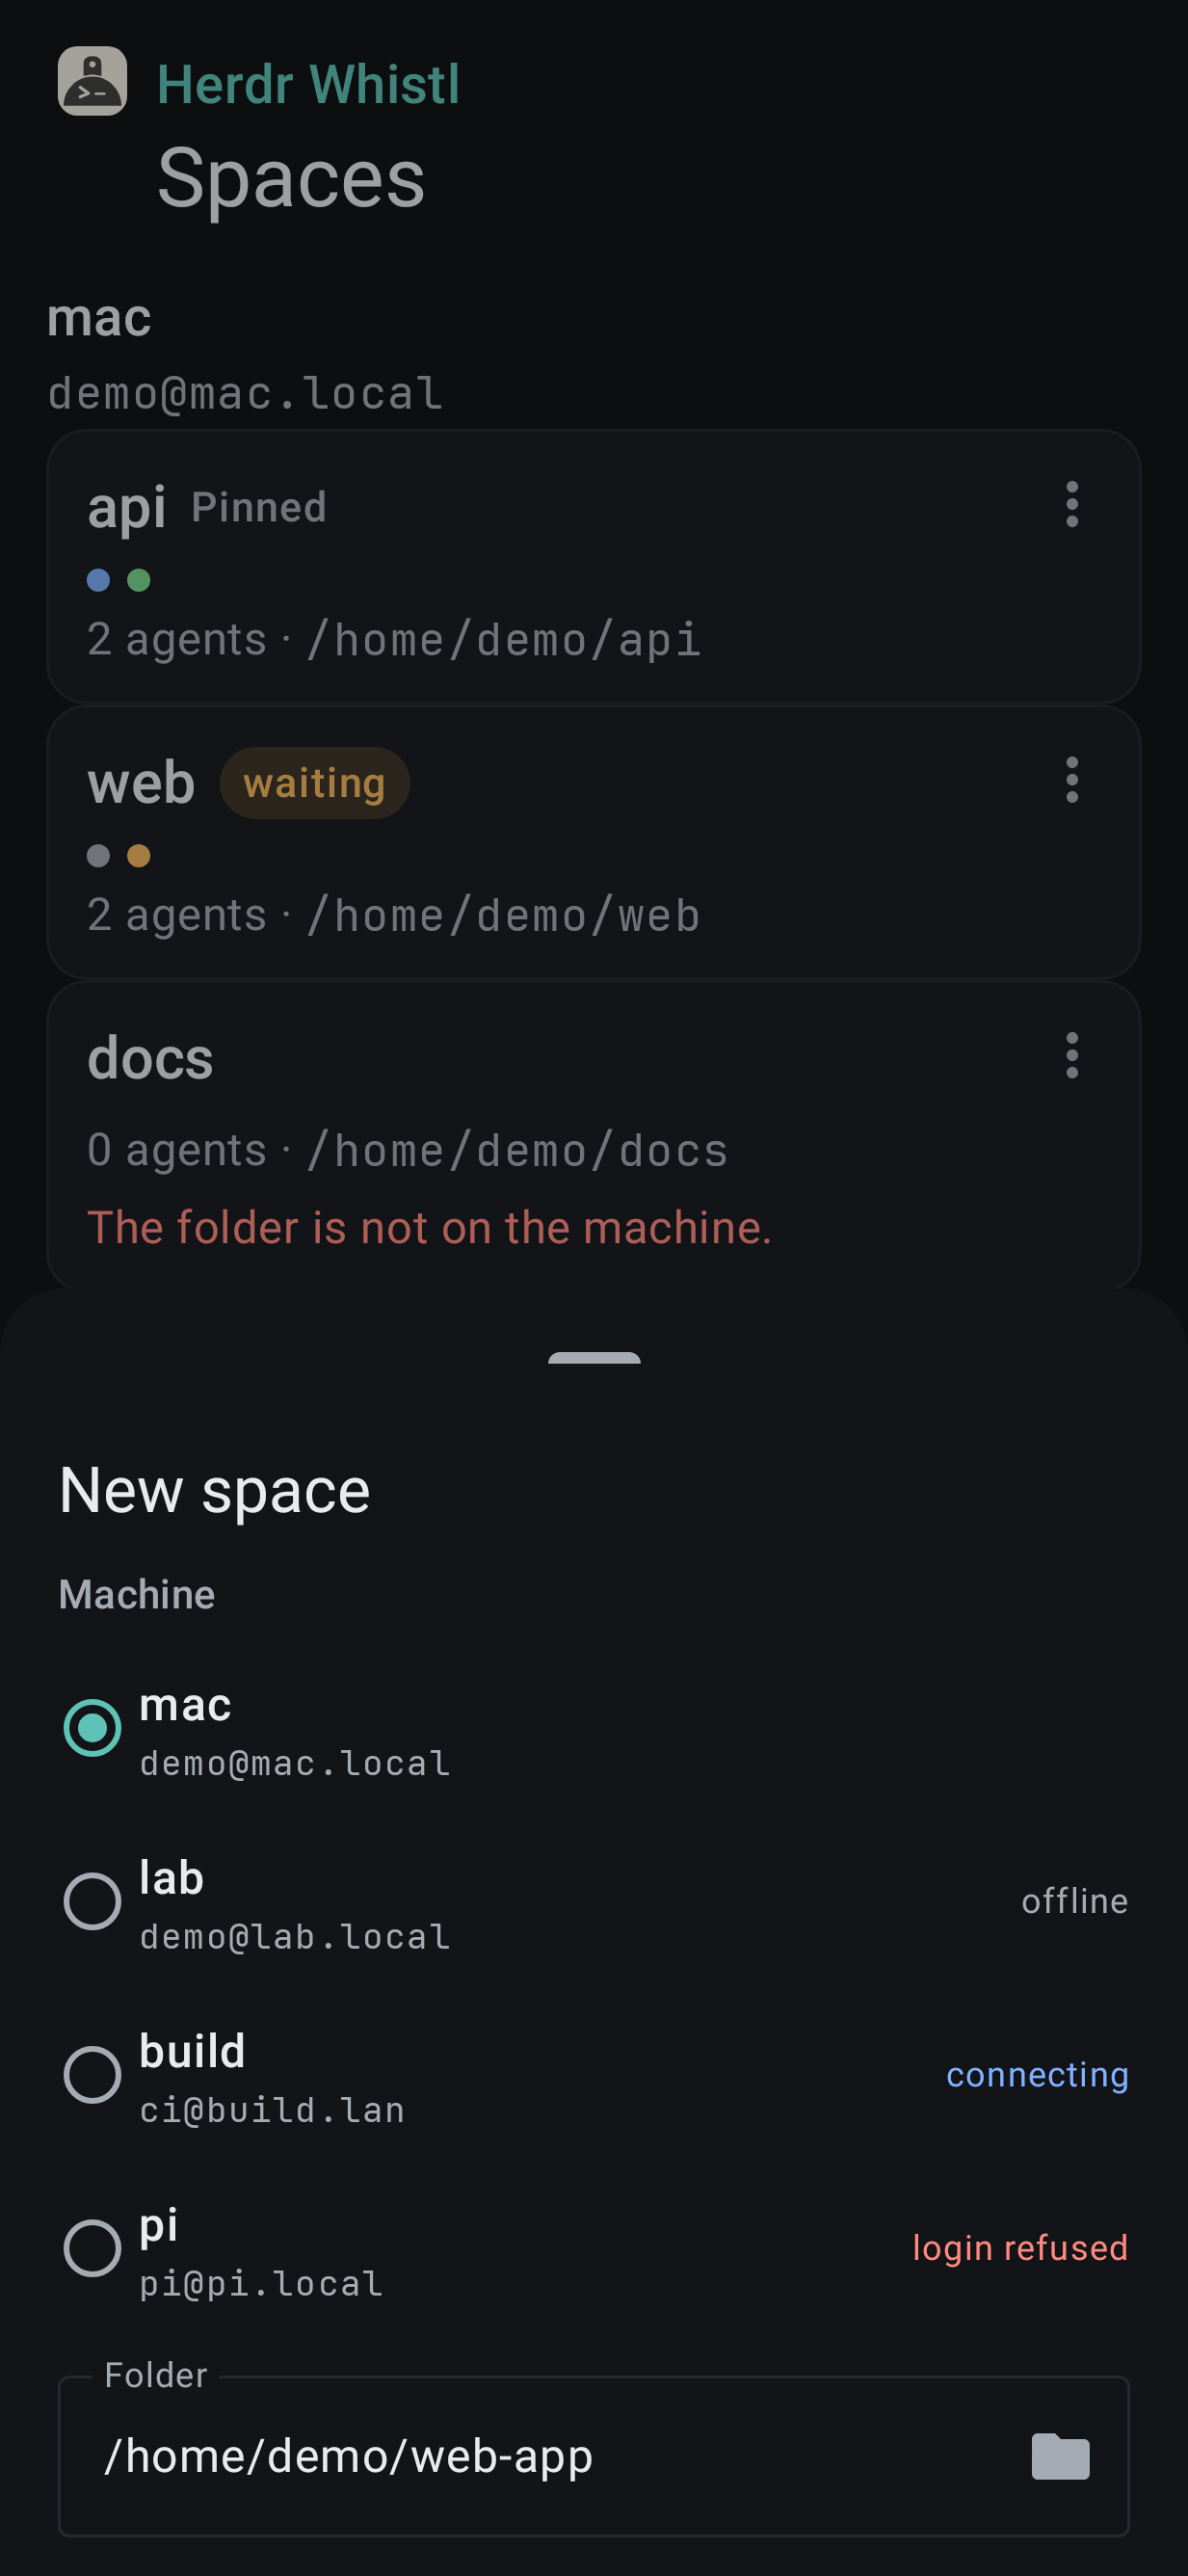 Herdr Whistl
Spaces
mac
demo@mac.local
api Pinned
2 agents · /home/demo/api
web waiting
2 agents · /home/demo/web
docs
0 agents · /home/demo/docs
The folder is not on the machine.
New space
Machine
mac
demo@mac.local
lab
demo@lab.local
offline
build
ci@build.lan
connecting
pi
pi@pi.local
login refused
Folder
/home/demo/web-app